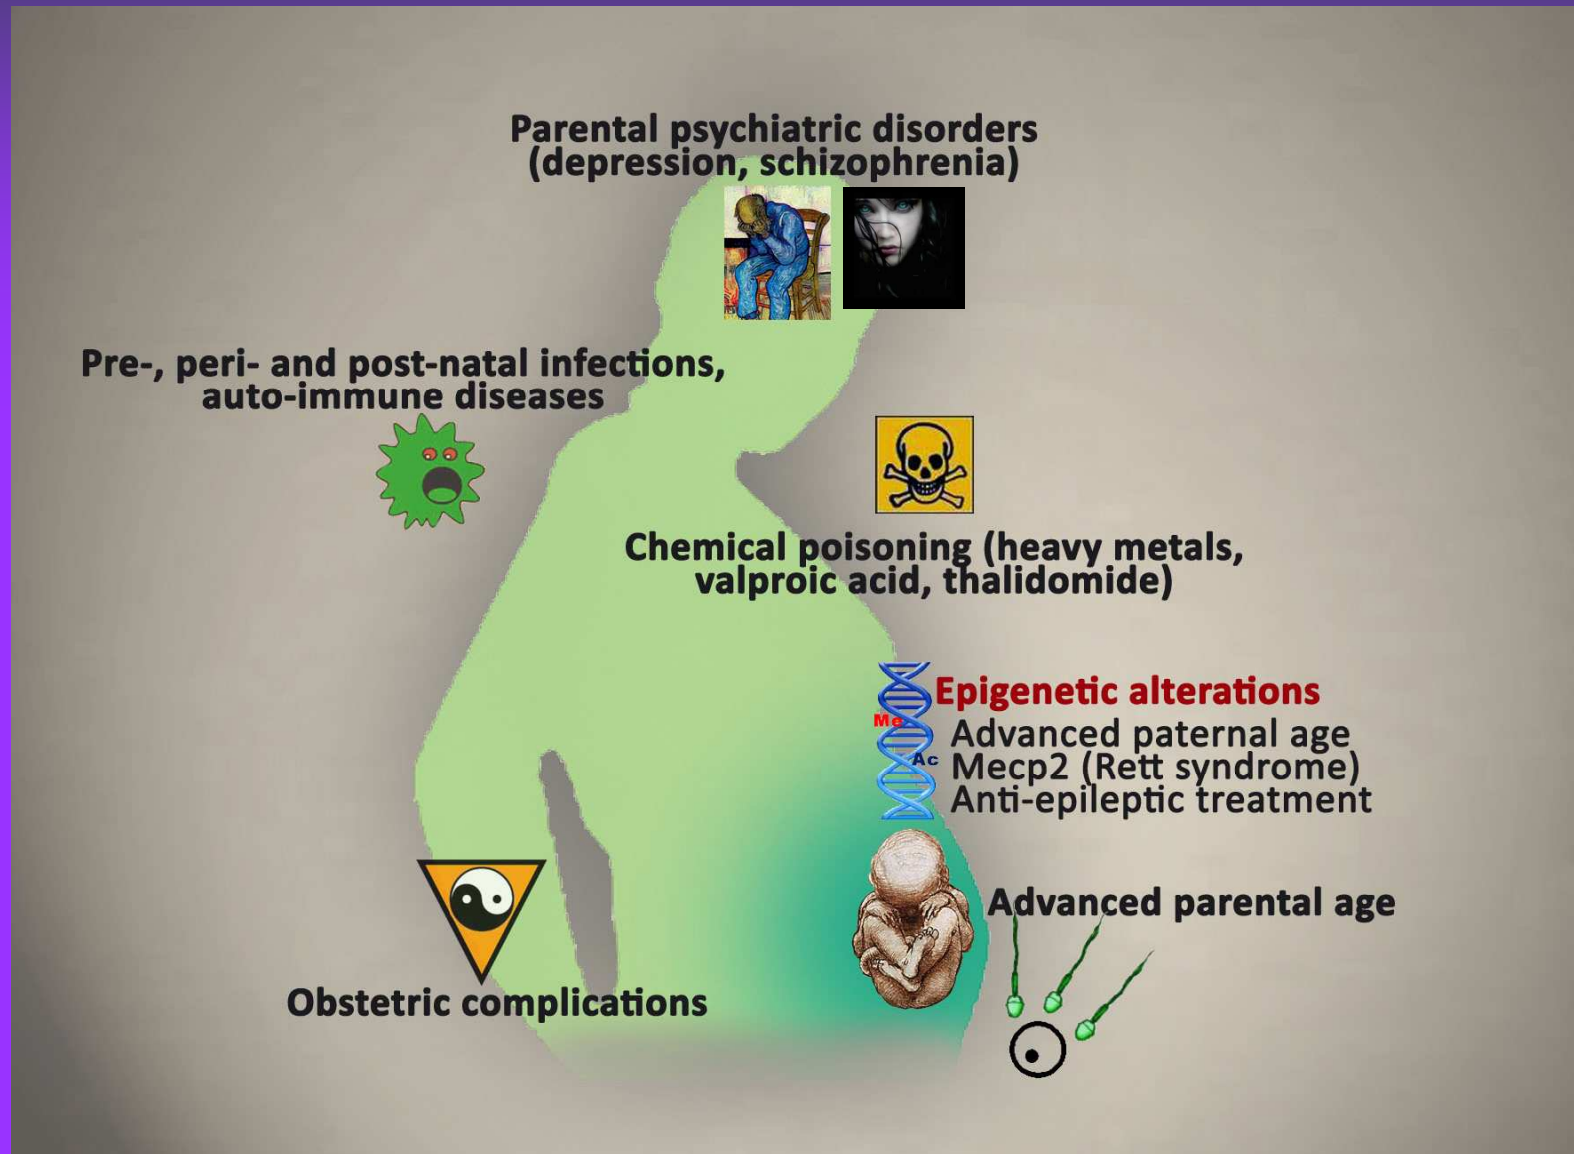 Parental psychiatric disorders
(depression, schizophrenia)
Pre-, peri- and post-natal infections,
auto-immune diseases
Chemical poisoning (heavy metals,
valproic acid, thalidomide)
Epigenetic alterations
Me
Advanced paternal age
Ac
Mecp2 (Rett syndrome)
Anti-epileptic treatment
Advanced parental age
Obstetric complications